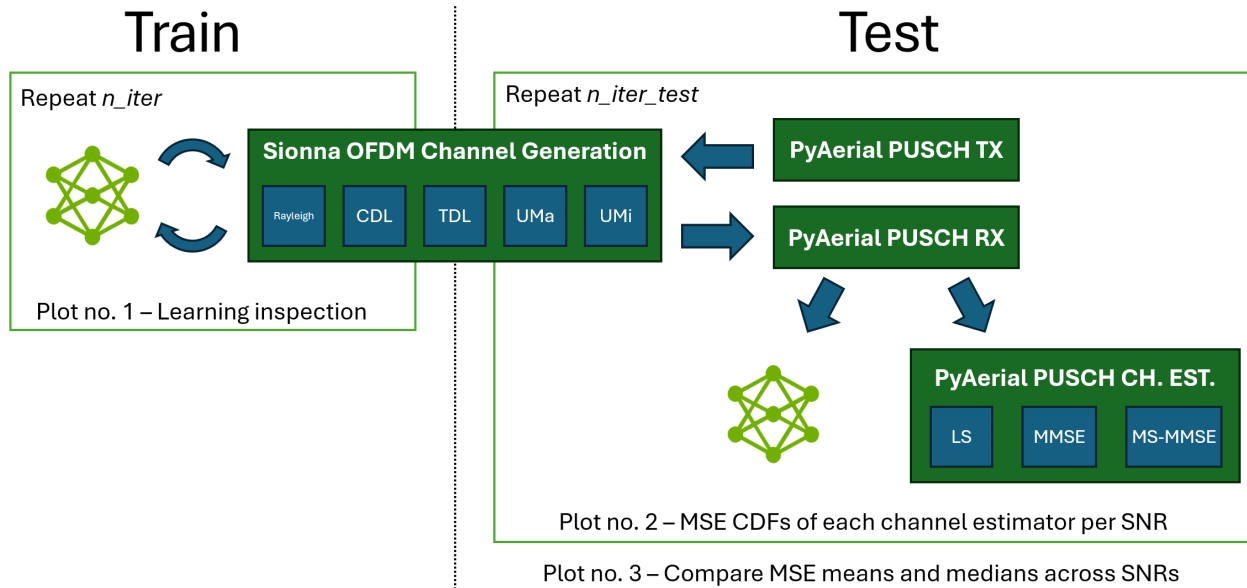 Train
Test
Repeat n_iter
Repeat n_iter_test
Sionna OFDM Channel Generation
Rayleigh
CDL
TDL
UMa
UMi
PyAerial PUSCH TX
PyAerial PUSCH RX
Plot no. 1 – Learning inspection
PyAerial PUSCH CH. EST.
LS
MMSE
MS-MMSE
Plot no. 2 – MSE CDFs of each channel estimator per SNR
Plot no. 3 – Compare MSE means and medians across SNRs